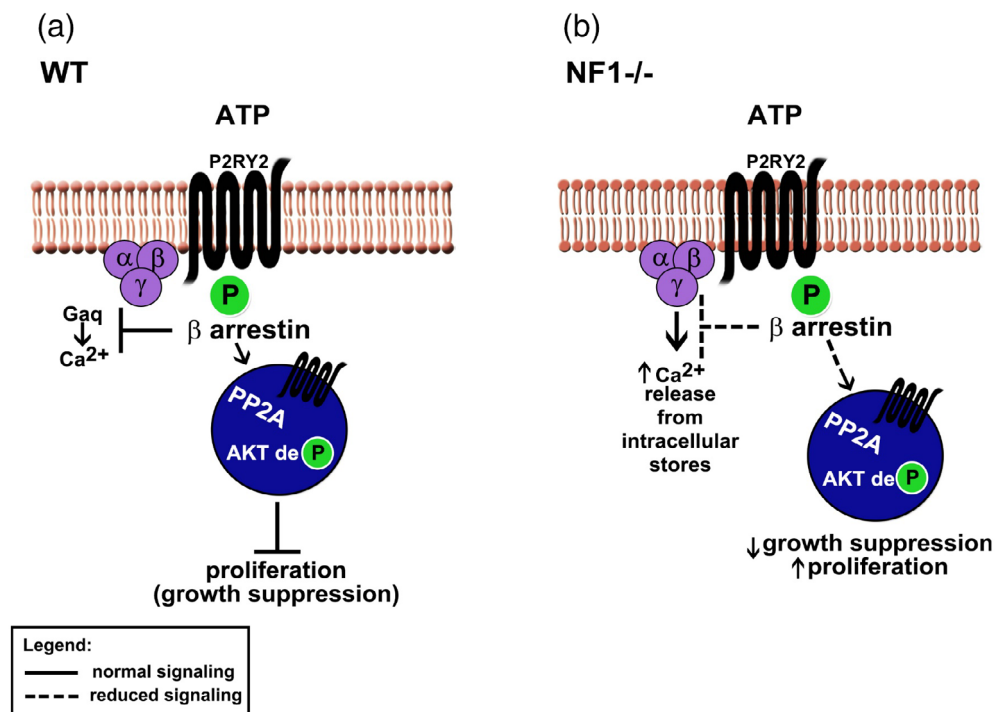 (a)
WT
ATP
P2RY2
α β
γ
P
Gaq
Ca2+
β arrestin
PP2A
AKT de P
proliferation
(growth suppression)
Legend:
normal signaling
reduced signaling
(b)
NF1-/-
ATP
P2RY2
α β
γ
P
β arrestin
↑Ca2+
release
from
intracellular
stores
PP2A
AKT de P
↓growth suppression
↑proliferation